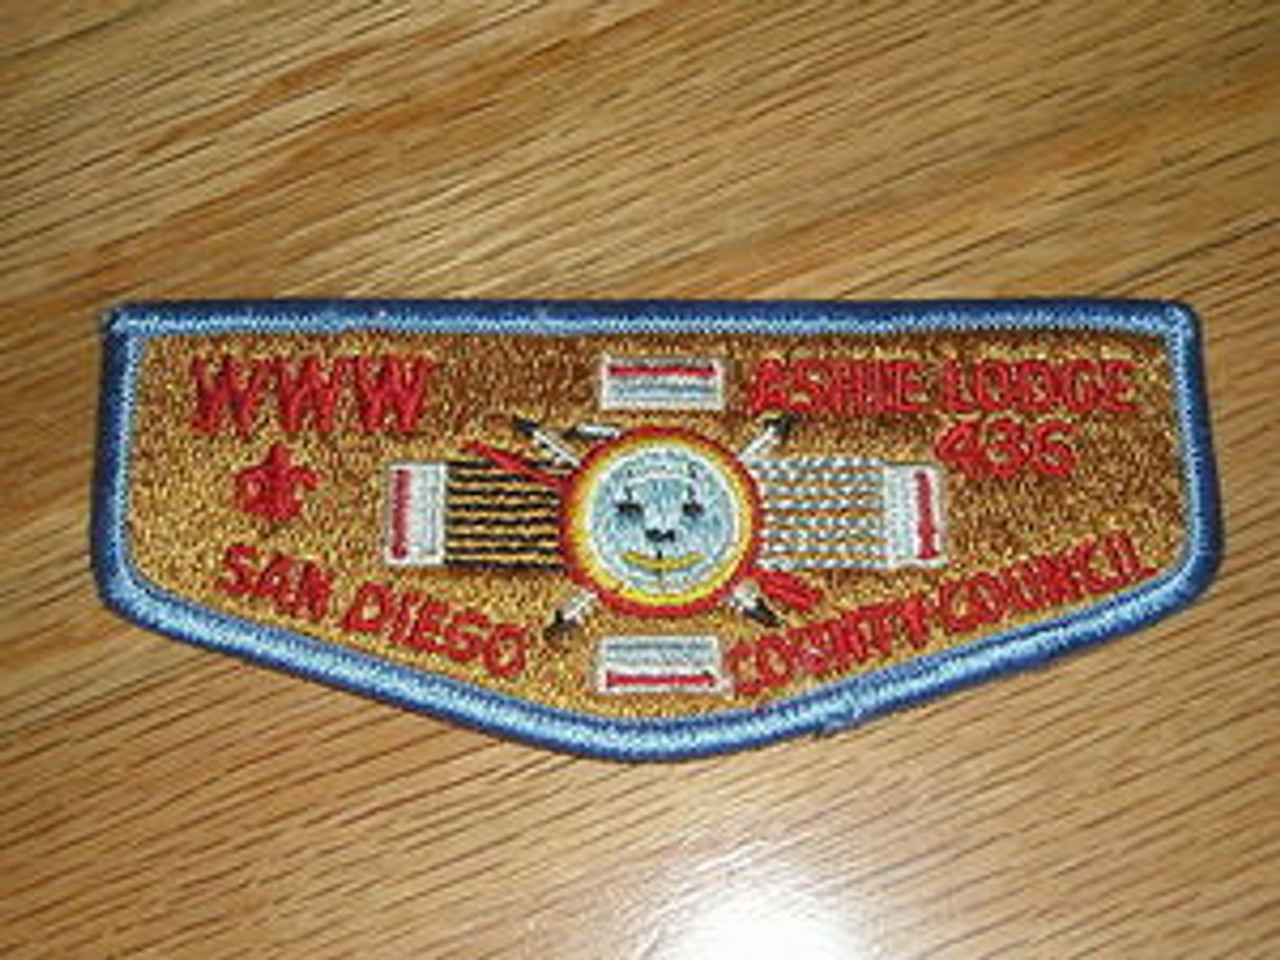 WWW
ASHIE LODGE
436
SAN DIEGO
COUNTY COUNCIL